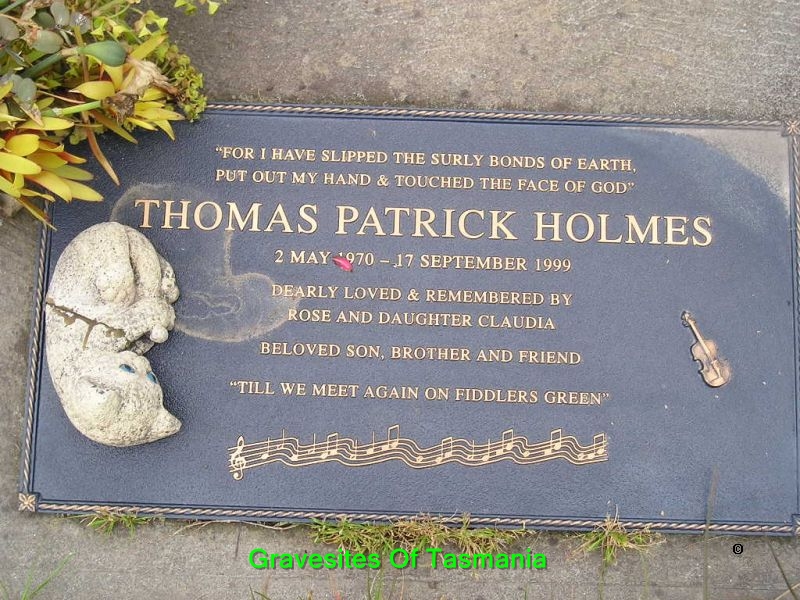 “FOR I HAVE SLIPPED THE SURLY BONDS OF EARTH,
PUT OUT MY HAND & TOUCHED THE FACE OF GOD”
THOMAS PATRICK HOLMES
2 MAY 1970 – 17 SEPTEMBER 1999
DEARLY LOVED & REMEMBERED BY
ROSE AND DAUGHTER CLAUDIA
BELOVED SON, BROTHER AND FRIEND
“TILL WE MEET AGAIN ON FIDDLERS GREEN”
Gravesites Of Tasmania
©